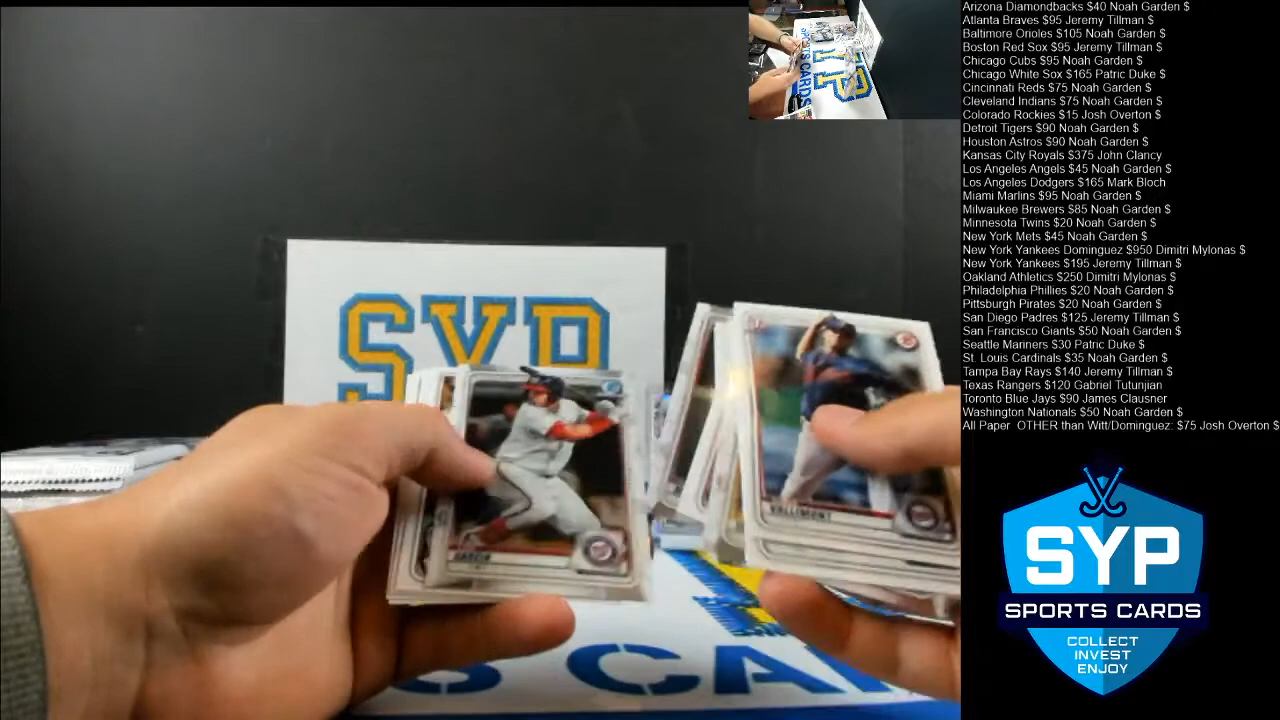 Arizona Diamondbacks $40 Noah Garden $
Atlanta Braves $95 Jeremy Tillman $
Baltimore Orioles $105 Noah Garden $
Boston Red Sox $95 Jeremy Tillman $
Chicago Cubs $95 Noah Garden $
Chicago White Sox $165 Patric Duke $
Cincinnati Reds $75 Noah Garden $
Cleveland Indians $75 Noah Garden $
Colorado Rockies $15 Josh Overton $
Detroit Tigers $90 Noah Garden $
Houston Astros $90 Noah Garden $
Kansas City Royals $375 John Clancy
Los Angeles Angels $45 Noah Garden $
Los Angeles Dodgers $165 Mark Bloch
Miami Marlins $95 Noah Garden $
Milwaukee Brewers $85 Noah Garden $
Minnesota Twins $20 Noah Garden $
New York Mets $45 Noah Garden $
New York Yankees Dominguez $950 Dimitri Mylonas $
New York Yankees $195 Jeremy Tillman $
Oakland Athletics $250 Dimitri Mylonas $
Philadelphia Phillies $20 Noah Garden $
Pittsburgh Pirates $20 Noah Garden $
San Diego Padres $125 Jeremy Tillman $
San Francisco Giants $50 Noah Garden $
Seattle Mariners $30 Patric Duke $
St. Louis Cardinals $35 Noah Garden $
Tampa Bay Rays $140 Jeremy Tillman $
Texas Rangers $120 Gabriel Tutunjian
Toronto Blue Jays $90 James Clausner
Washington Nationals $50 Noah Garden $
All Paper OTHER than Witt/Dominguez: $75 Josh Overton $
SYP
SPORTS CARDS
COLLECT
INVEST
ENJOY
SYP
VALLIMONT
GARCIA
S CA
SYP
CARDS